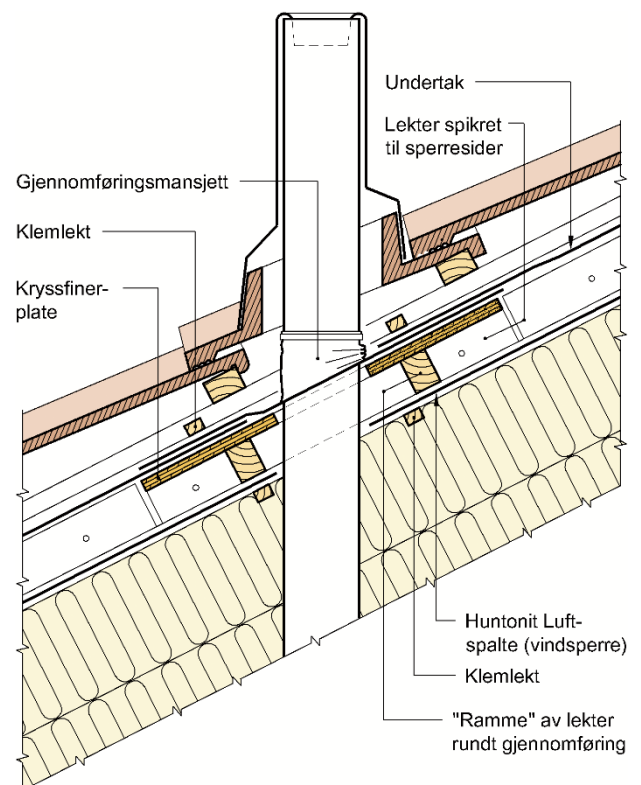 Undertak
Lekter spikret
til sperresider
Gjennomføringsmansjett
Klemlekt
Kryssfiner-
plate
Huntonit Luft-
spalte (vindsperre)
Klemlekt
"Ramme" av lekter
rundt gjennomføring